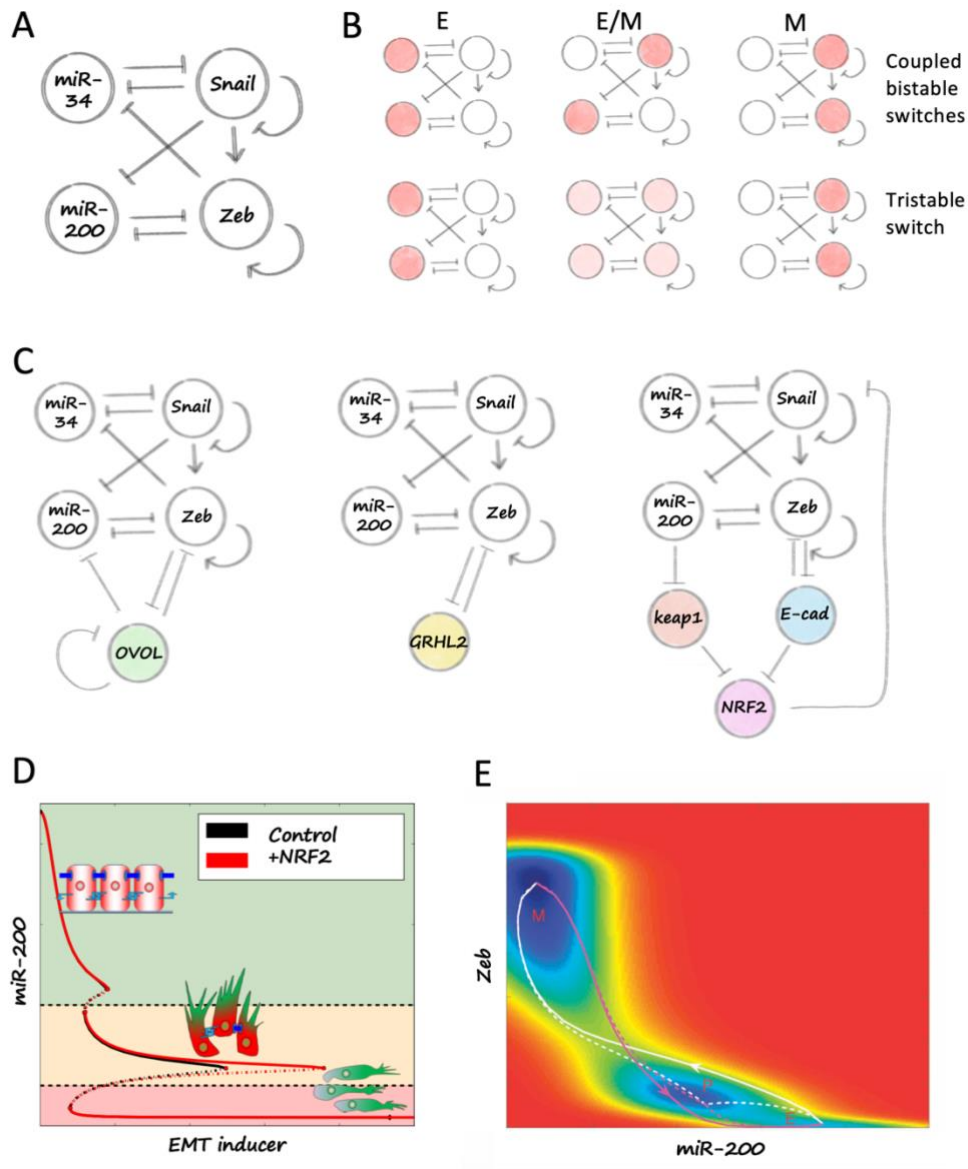 A
miR-
34
Snail
miR-
200
Zeb
B
E
E/M
M
Coupled
bistable
switches
Tristable
switch
C
miR-
34
Snail
miR-
200
Zeb
OVOL
miR-
34
Snail
miR-
200
Zeb
GRHL2
miR-
34
Snail
miR-
200
Zeb
keap1
E-cad
NRF2
D
Control
+NRF2
miR-200
EMT inducer
E
Zeb
M
P
E
miR-200